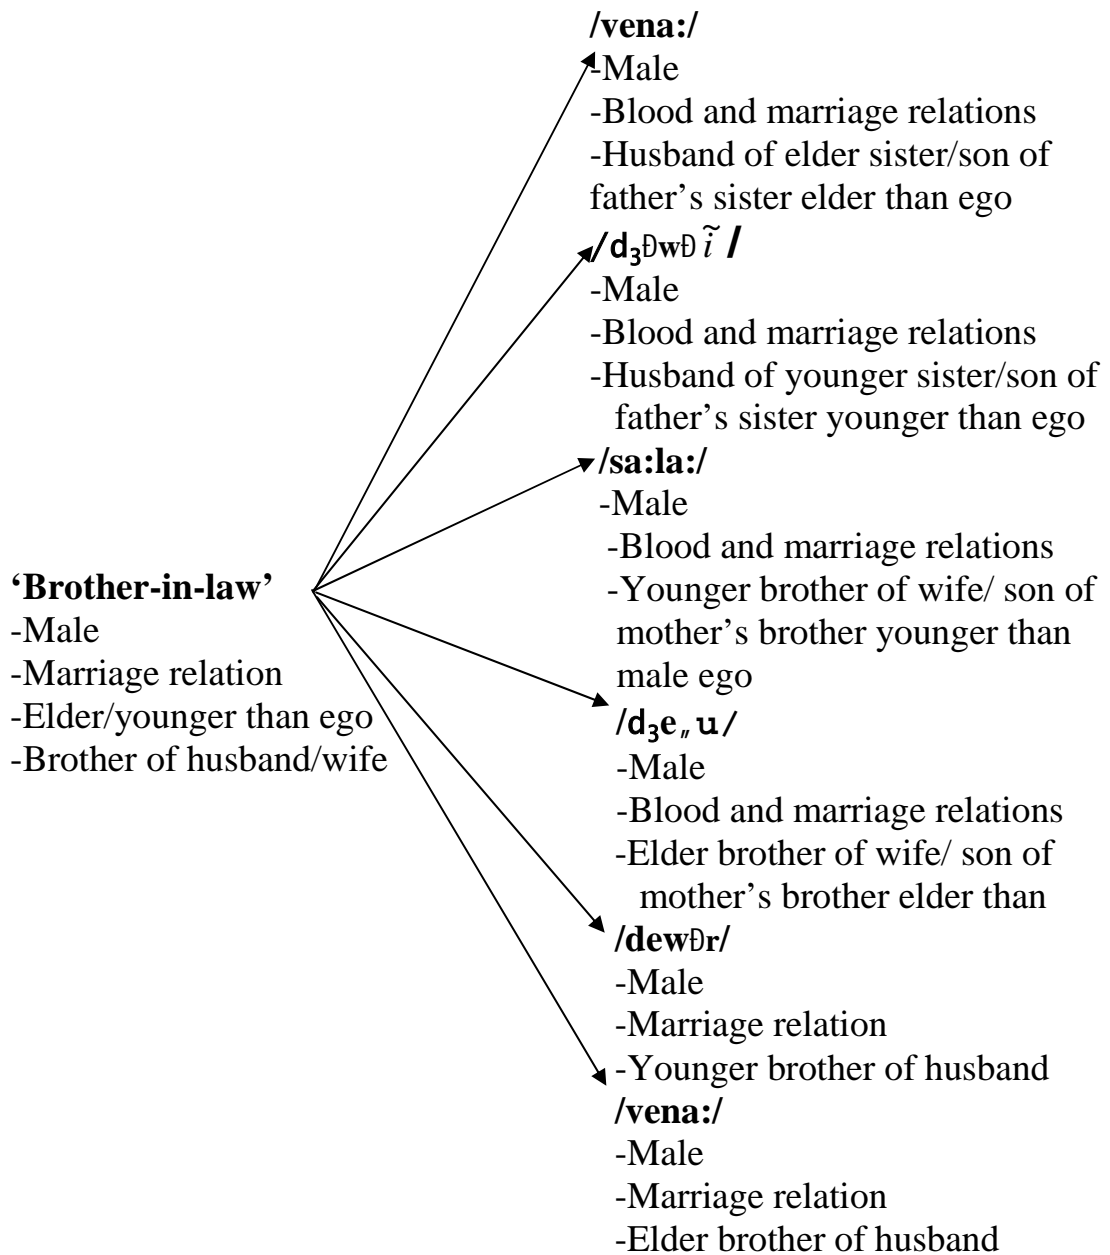 /vena:/
-Male
-Blood and marriage relations
-Husband of elder sister/son of
father’s sister elder than ego
/dʒÐwÐ ĩ /
-Male
-Blood and marriage relations
-Husband of younger sister/son of
father’s sister younger than ego
/sa:la:/
-Male
-Blood and marriage relations
-Younger brother of wife/ son of
mother’s brother younger than
male ego
‘Brother-in-law’
-Male
-Marriage relation
-Elder/younger than ego
-Brother of husband/wife
/dʒe„u/
-Male
-Blood and marriage relations
-Elder brother of wife/ son of
mother’s brother elder than
/dewÐr/
-Male
-Marriage relation
-Younger brother of husband
/vena:/
-Male
-Marriage relation
-Elder brother of husband